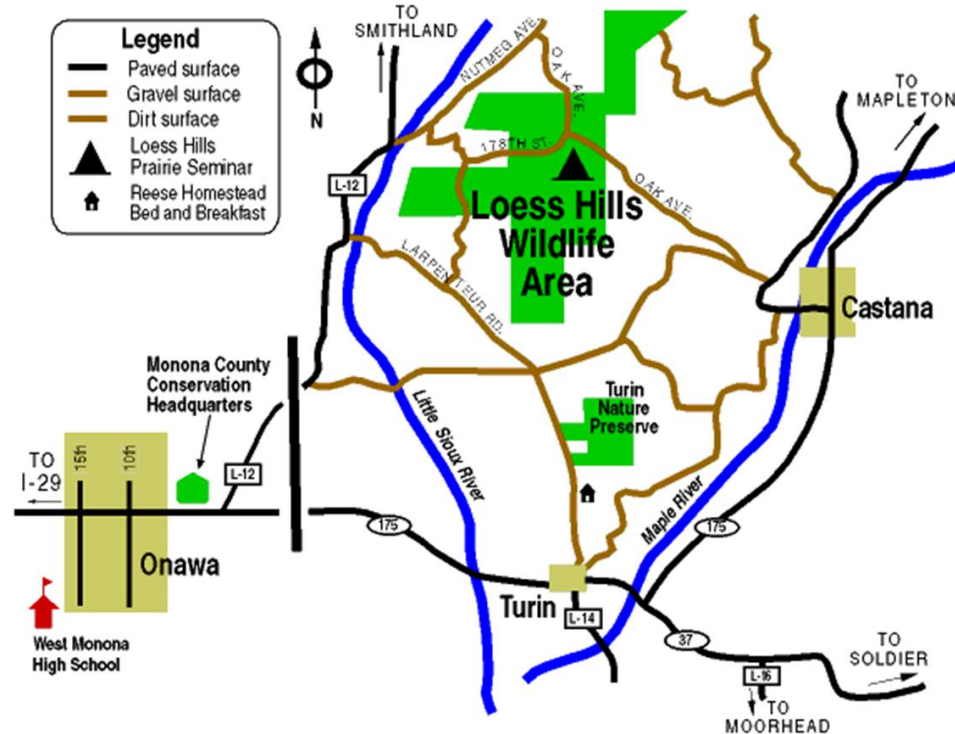 Legend
Paved surface
Gravel surface
Dirt surface
Loess Hills
Prairie Seminar
Reese Homestead
Bed and Breakfast
N
TO
SMITHLAND
NUTMEG AVE.
OAK AVE.
178TH ST.
OAK AVE.
TO
MAPLETON
L-12
Loess Hills
Wildlife
Area
LARPENTEUR RD.
Castana
Monona County
Conservation
Headquarters
Turin
Nature
Preserve
Little Sioux River
Maple River
TO
I-29
15th
10th
L-12
175
175
Onawa
Turin
L-14
37
West Monona
High School
TO
SOLDIER
L-16
TO
MOORHEAD